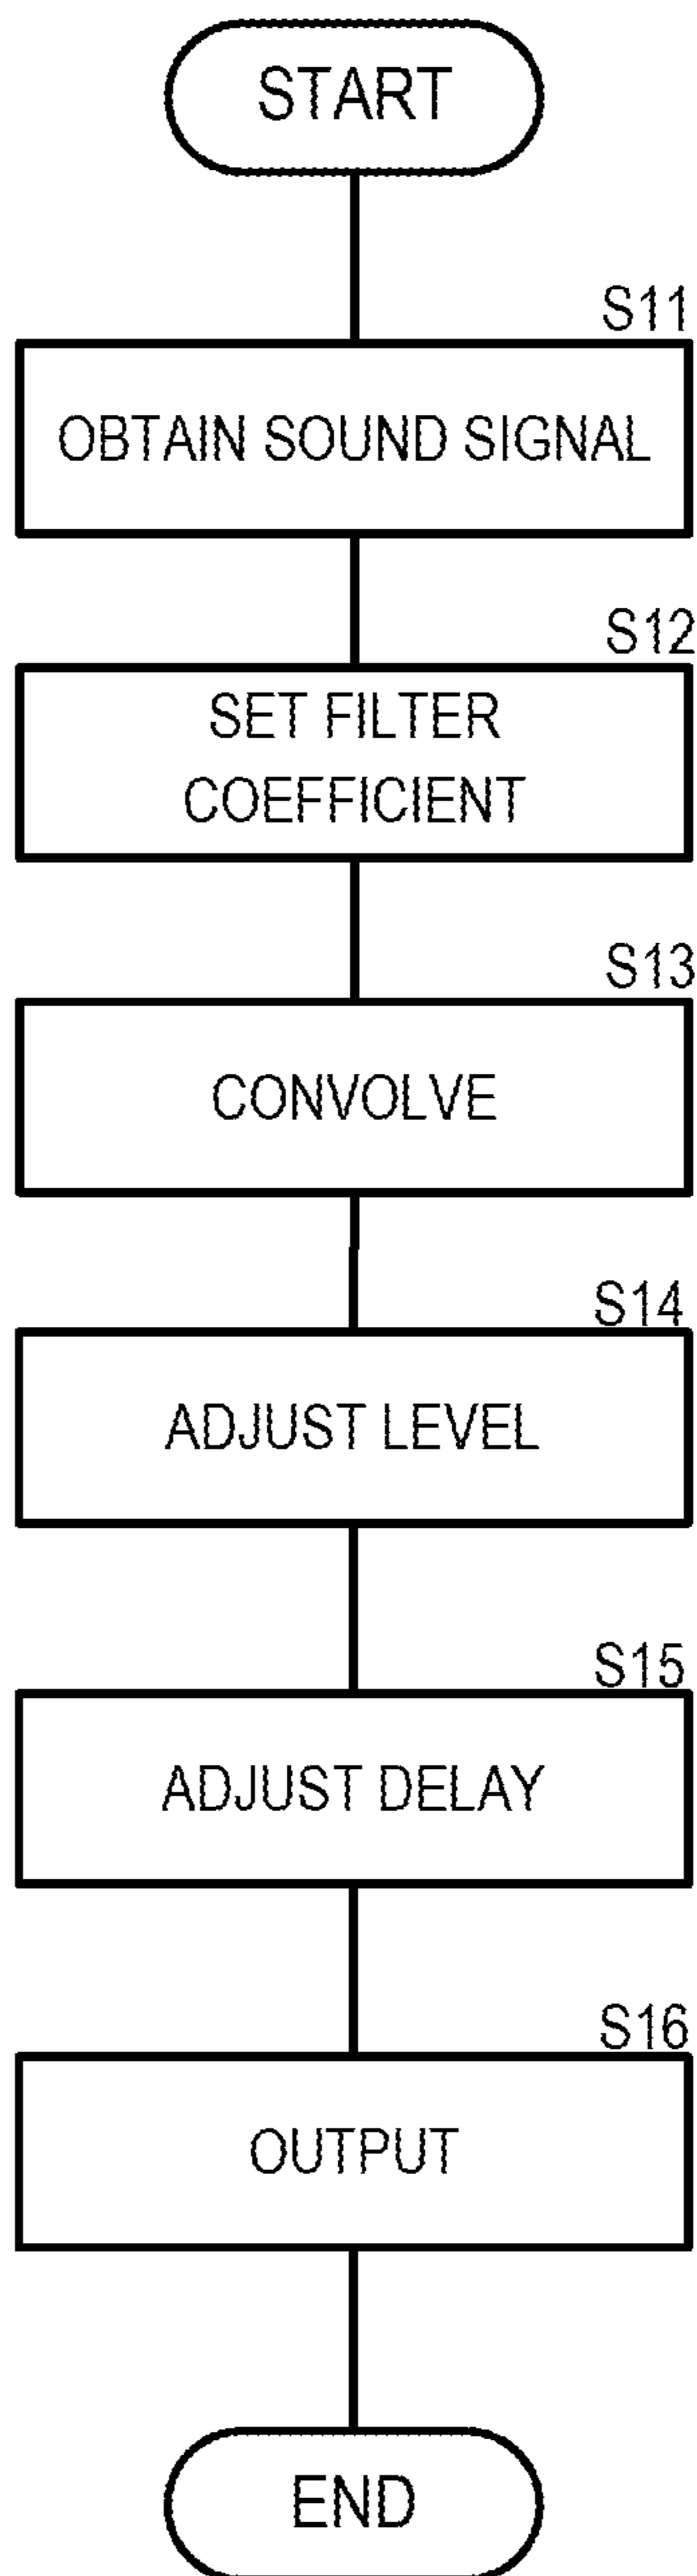 START
S11
OBTAIN SOUND SIGNAL
S12
SET FILTER
COEFFICIENT
S13
CONVOLVE
S14
ADJUST LEVEL
S15
ADJUST DELAY
S16
OUTPUT
END